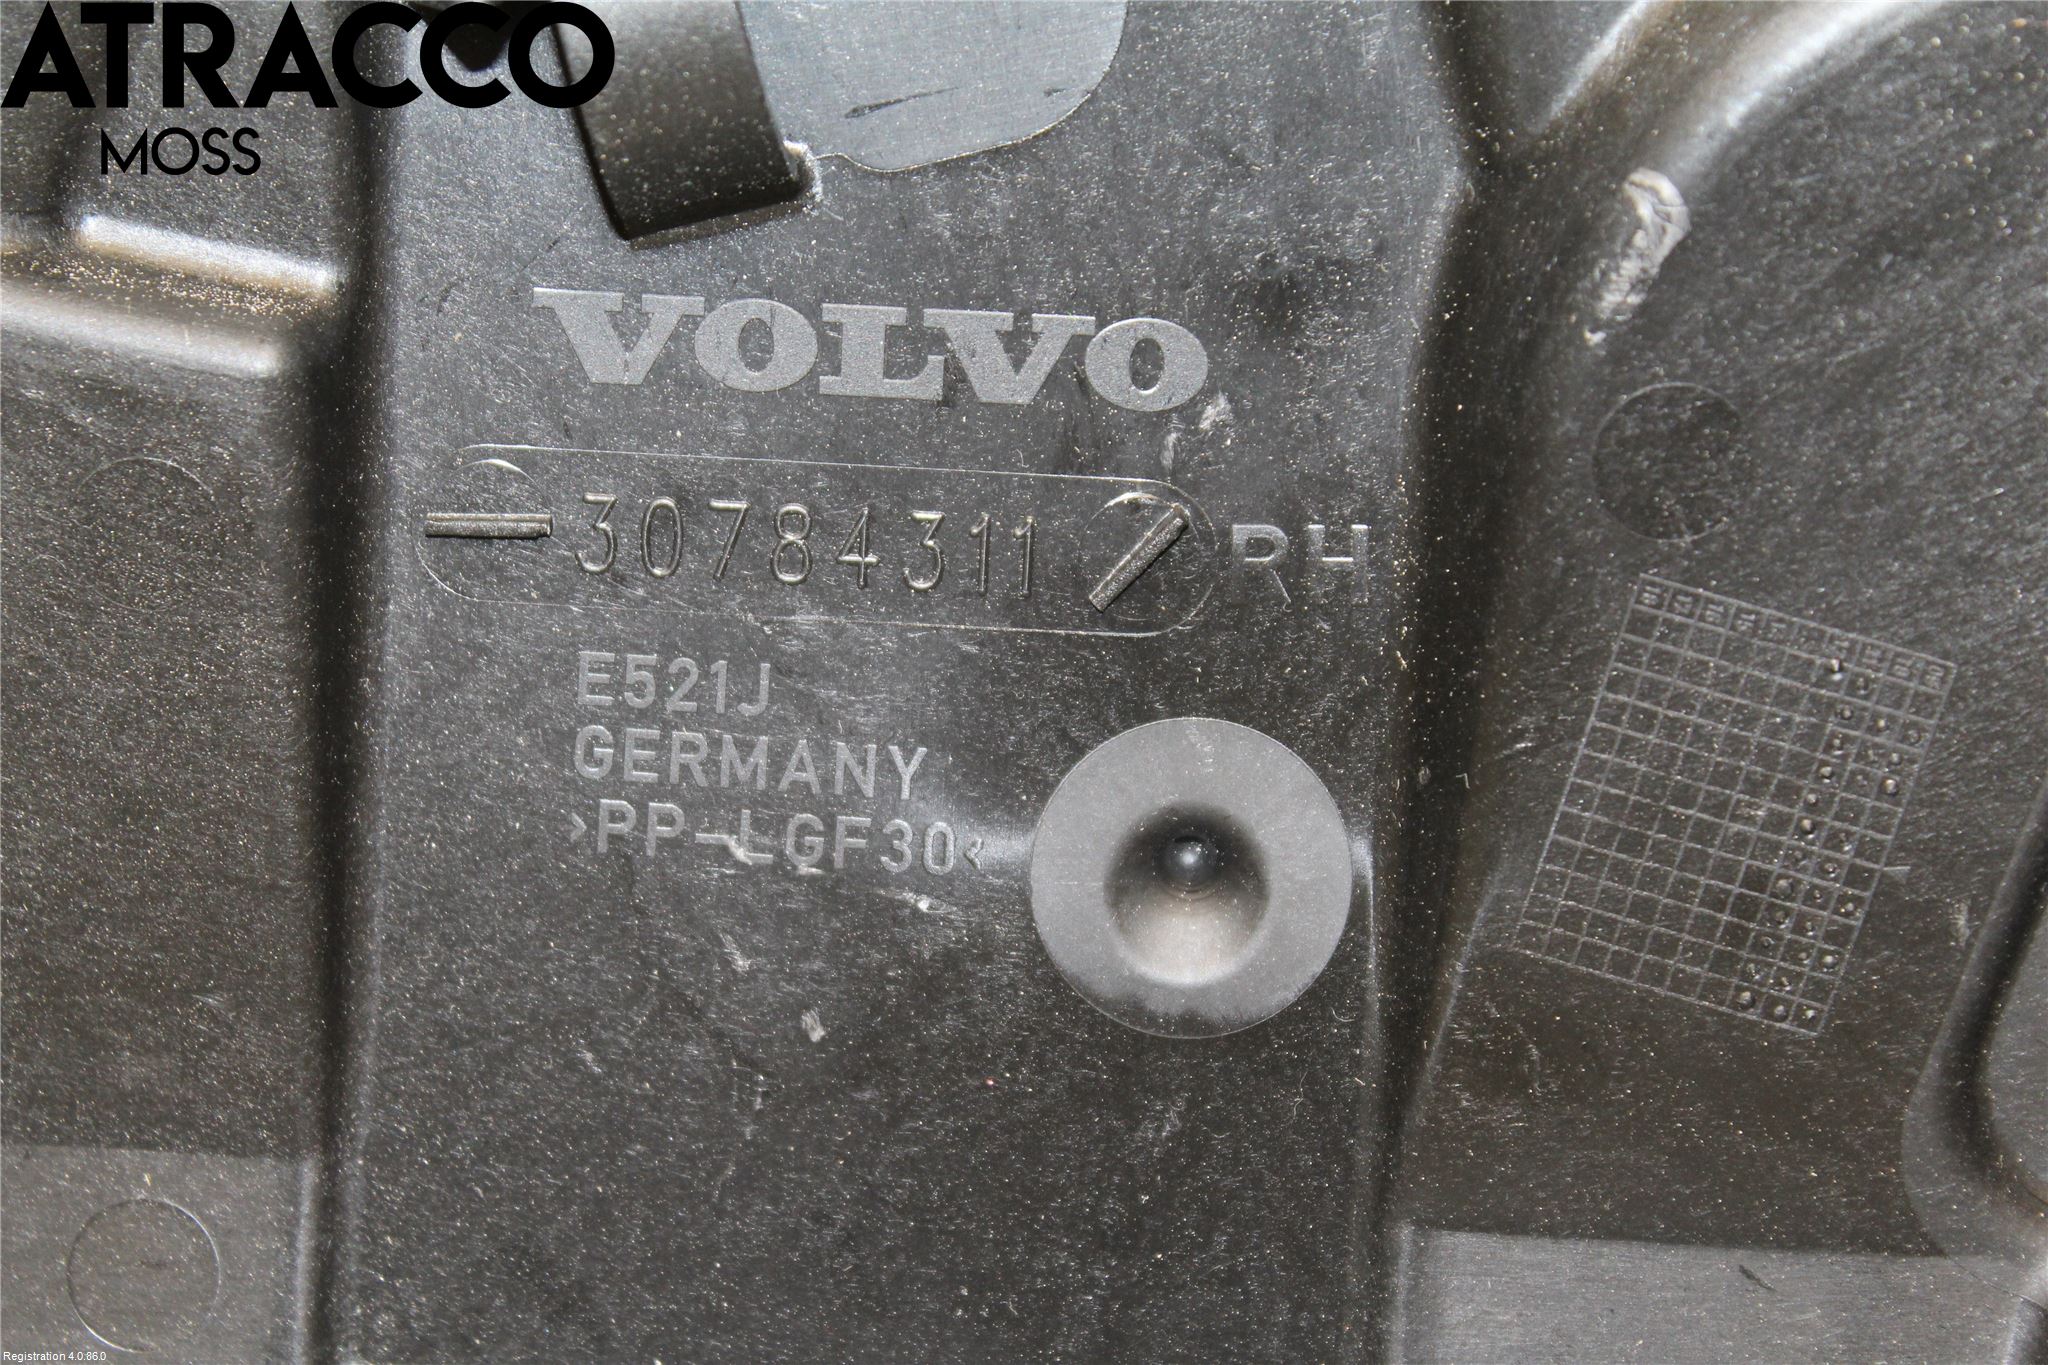 ATRACCO
MOSS
VOLVO
30784311 RH
E521J
GERMANY
>PP-LGF30<
Registration 4.0.86.0